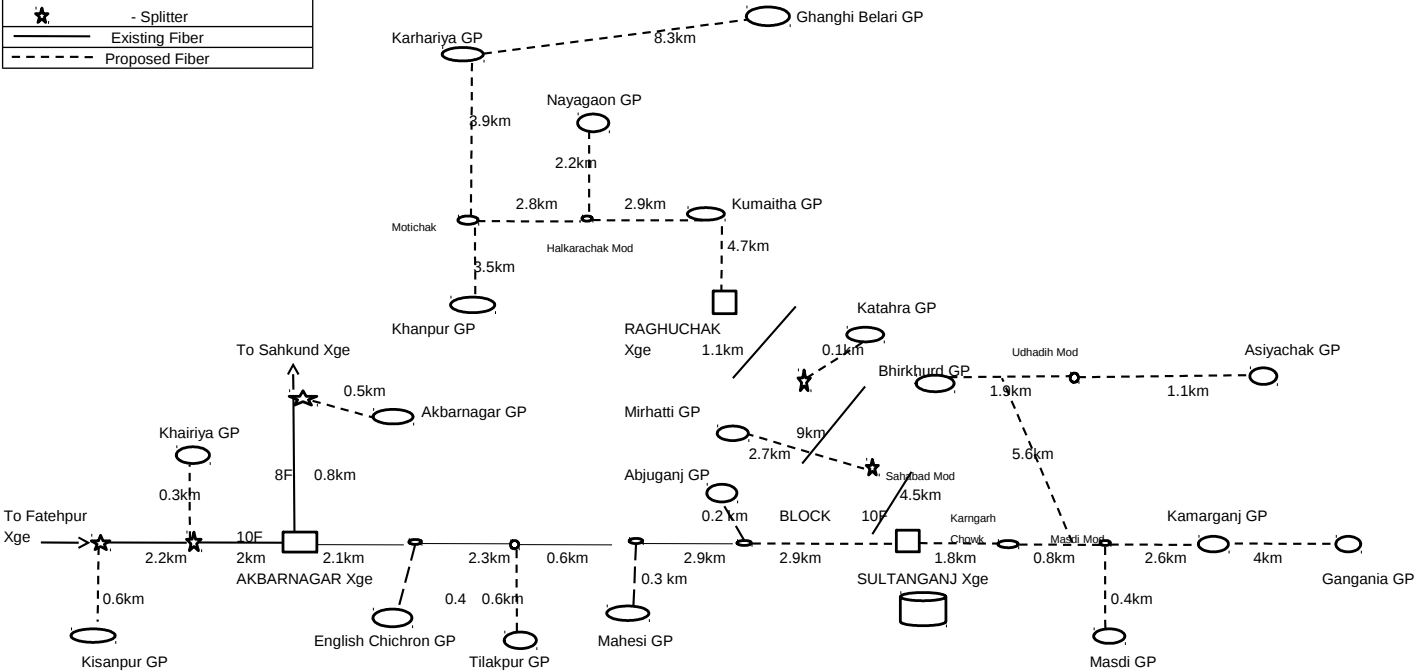 - Splitter
Existing Fiber
Proposed Fiber
Ghanghi Belari GP
Karhariya GP
8.3km
Nayagaon GP
3.9km
2.2km
2.8km
2.9km
Kumaitha GP
Motichak
Halkarachak Mod
4.7km
3.5km
Khanpur GP
RAGHUCHAK
Xge
1.1km
Katahra GP
0.1km
To Sahkund Xge
Udhadih Mod
Asiyachak GP
Bhirkhurd GP
1.9km
1.1km
0.5km
Akbarnagar GP
Mirhatti GP
Khairiya GP
9km
2.7km
5.6km
8F
0.8km
Abjuganj GP
Sahabad Mod
4.5km
0.3km
To Fatehpur
Xge
0.2 km
BLOCK
10F
Karngarh
Chowk
Kamarganj GP
Masdi Mod
10F
2.2km
2km
2.1km
2.3km
0.6km
2.9km
2.9km
1.8km
0.8km
2.6km
4km
AKBARNAGAR Xge
0.3 km
SULTANGANJ Xge
Gangania GP
0.6km
0.4
0.6km
0.4km
English Chichron GP
Mahesi GP
Kisanpur GP
Tilakpur GP
Masdi GP